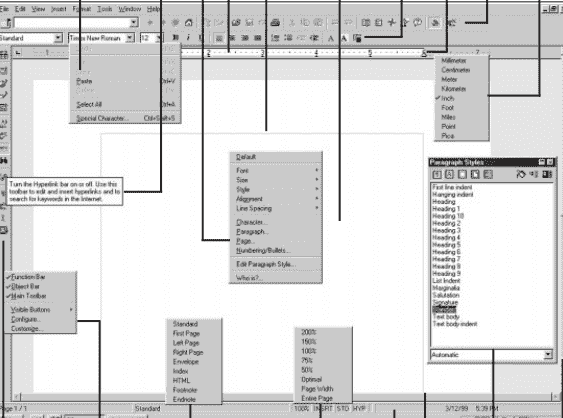 File Edit View Insert Format Tools Window Help
Standard
Times New Roman
12
Paste Ctrl+V
Select All Ctrl+A
Special Character... Ctrl+Shift+S
Millimeter
Centimeter
Meter
Kilometer
Inch
Foot
Miles
Point
Pica
Turn the Hyperlink bar on or off. Use this
toolbar to edit and insert hyperlinks and to
search for keywords in the Internet.
Default
Font
Size
Style
Alignment
Line Spacing
Character...
Paragraph...
Page...
Numbering/Bullets...
Edit Paragraph Style...
Who is?...
Paragraph Styles
First line indent
Hanging indent
Heading
Heading 1
Heading 10
Heading 2
Heading 3
Heading 4
Heading 5
Heading 6
Heading 7
Heading 8
Heading 9
List Indent
Marginalia
Salutation
Signature
Standard
Text body
Text body indent
Automatic
Function Bar
Object Bar
Main Toolbar
Visible Buttons
Configure...
Customize...
Standard
First Page
Left Page
Right Page
Envelope
Index
HTML
Footnote
Endnote
200%
150%
100%
75%
50%
Optimal
Page Width
Entire Page
Page 1 / 1 Standard 100% INSRT STD HYP 3/12/99 5:39 PM